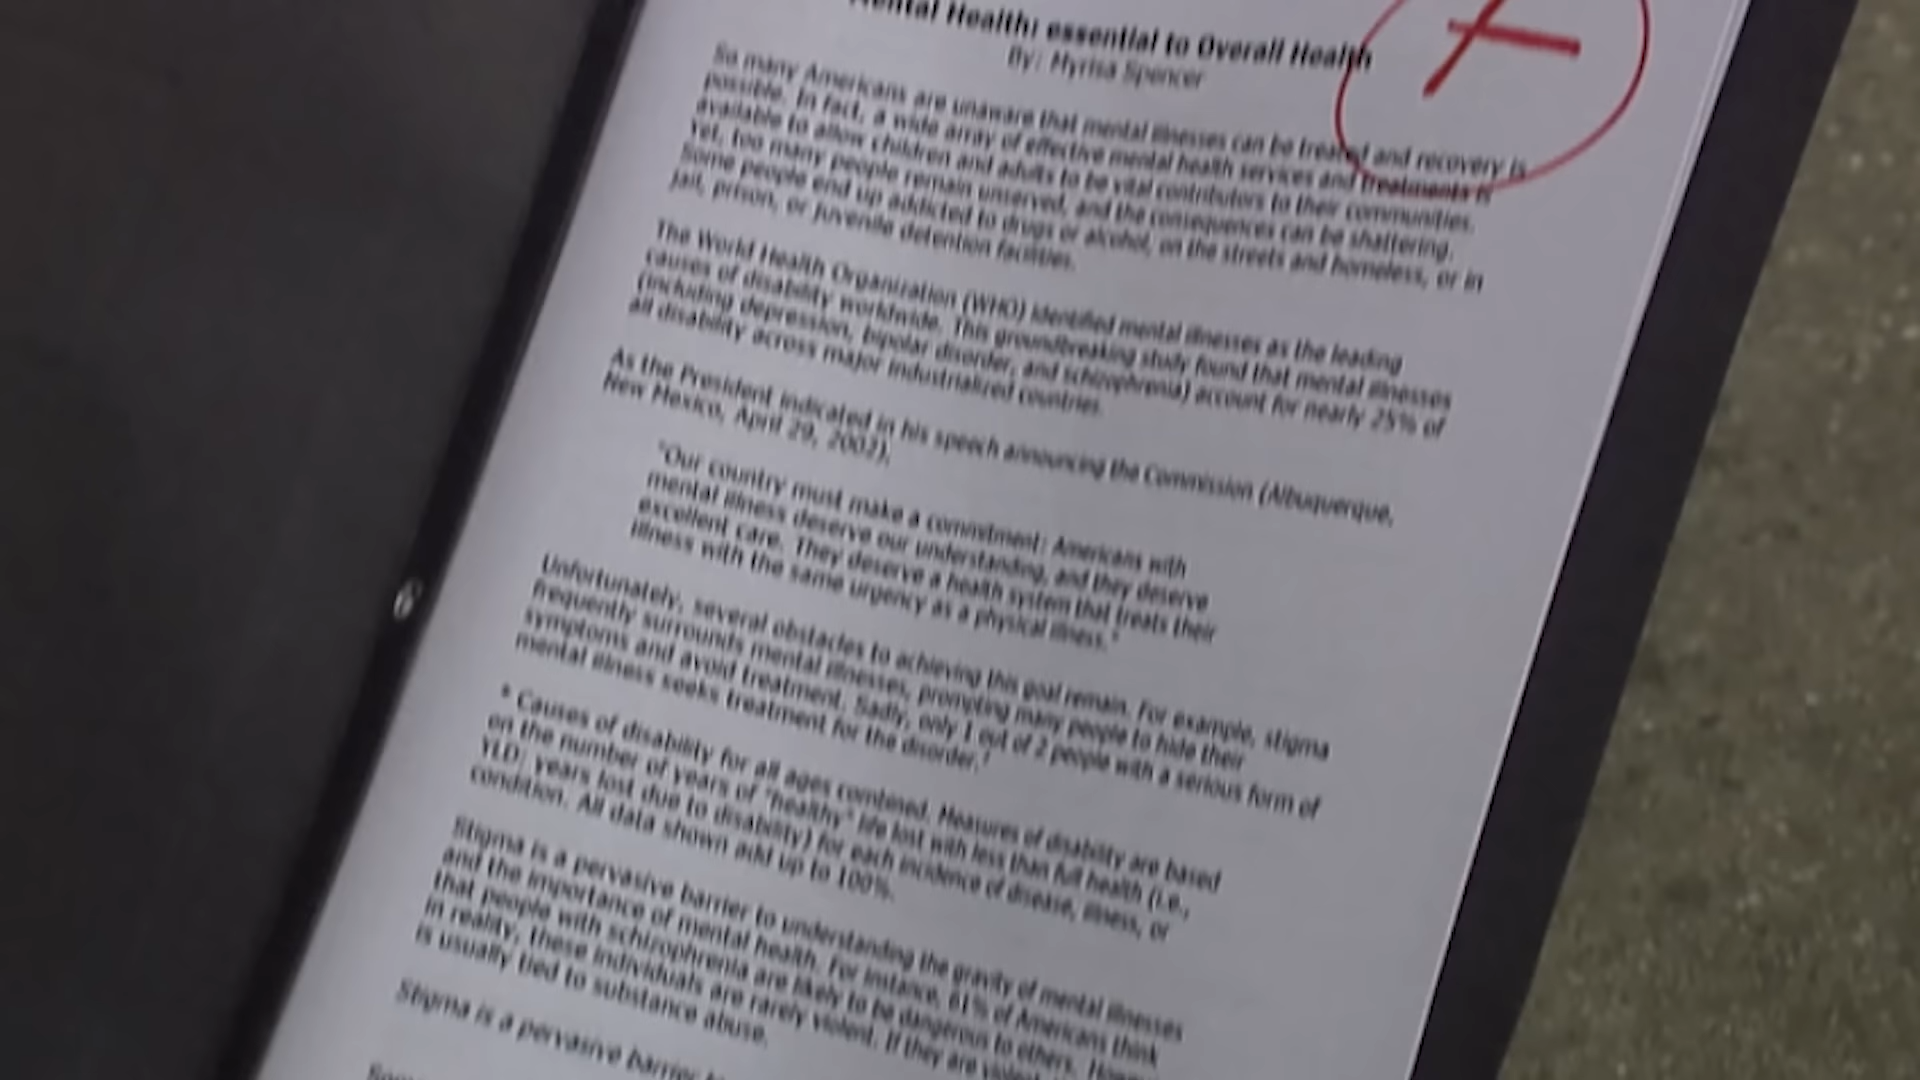 Mental Health: essential to Overall Health
By: Myrisa Spencer
So many Americans are unaware that mental illnesses can be treated and recovery is
possible. In fact, a wide array of effective mental health services and treatments is
available to allow children and adults to be vital contributors to their communities.
Yet, too many people remain unserved, and the consequences can be shattering.
Some people end up addicted to drugs or alcohol, on the streets and homeless, or in
jail, prison, or juvenile detention facilities.
The World Health Organization (WHO) identified mental illnesses as the leading
causes of disability worldwide. This groundbreaking study found that mental illnesses
(including depression, bipolar disorder, and schizophrenia) account for nearly 25% of
all disability across major industrialized countries.
As the President indicated in his speech announcing the Commission (Albuquerque,
New Mexico, April 29, 2002),
"Our country must make a commitment: Americans with
mental illness deserve our understanding, and they deserve
excellent care. They deserve a health system that treats their
illness with the same urgency as a physical illness."
Unfortunately, several obstacles to achieving this goal remain. For example, stigma
frequently surrounds mental illnesses, prompting many people to hide their
symptoms and avoid treatment. Sadly, only 1 out of 2 people with a serious form of
mental illness seeks treatment for the disorder.
* Causes of disability for all ages combined. Measures of disability are based
on the number of years of "healthy" life lost with less than full health (i.e.,
YLD: years lost due to disability) for each incidence of disease, illness, or
condition. All data shown add up to 100%.
Stigma is a pervasive barrier to understanding the gravity of mental illnesses
and the importance of mental health. For instance, 61% of Americans think
that people with schizophrenia are likely to be dangerous to others. Howev
in reality, these individuals are rarely violent. If they are violent
is usually tied to substance abuse.
Stigma is a pervasive barrier